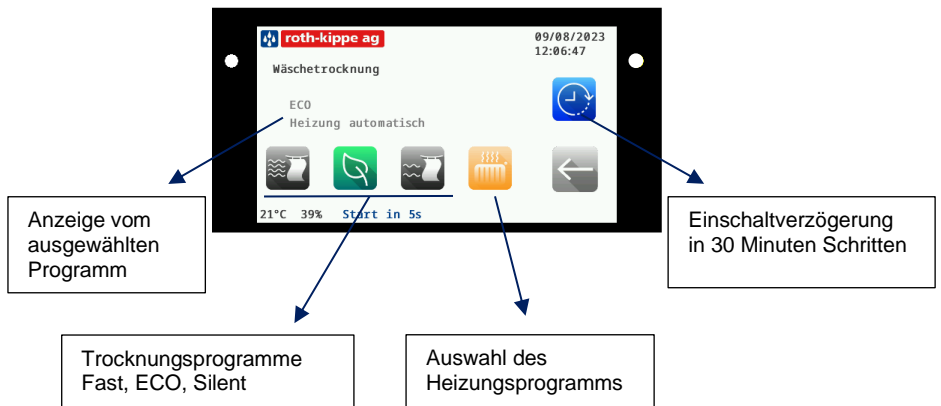 roth-kippe ag
09/08/2023
12:06:47
Wäschetrocknung
ECO
Heizung automatisch
21°C 39% Start in 5s
Anzeige vom
ausgewählten
Programm
Einschaltverzögerung
in 30 Minuten Schritten
Trocknungsprogramme
Fast, ECO, Silent
Auswahl des
Heizungsprogramms